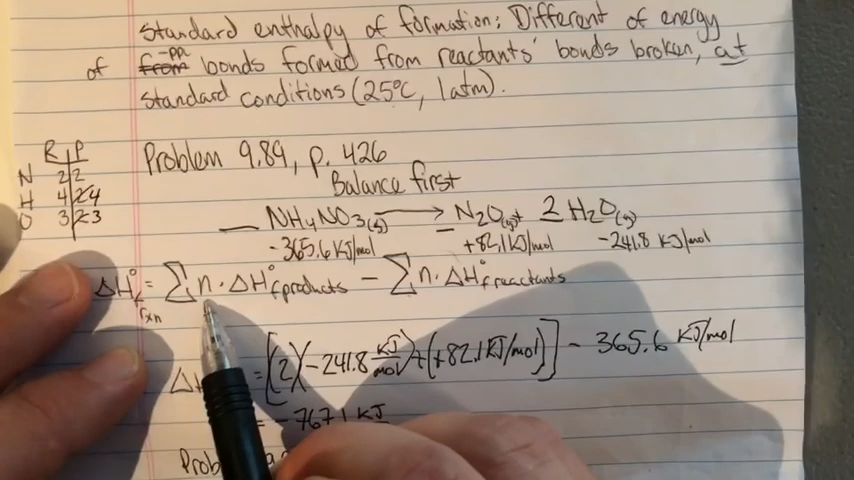 Standard enthalpy of formation: Different of energy
of bonds formed from reactants' bonds broken, at
standard conditions (25°C, 1atm).
R P
N 2 2
H 4 2 4
O 3 2 3
Problem 9.89, p. 426
Balance first
__ NH4NO3(s) → _ N2O(g) + 2 H2O(g)
-365.6 KJ/mol +82.1 KJ/mol -241.8 KJ/mol
ΔH°rxn = Σ n · ΔH°f products - Σ n · ΔH°f reactants
= [(2)(-241.8 KJ/mol) + (+82.1 KJ/mol)] - 365.6 KJ/mol
= -767.1 KJ
Prob